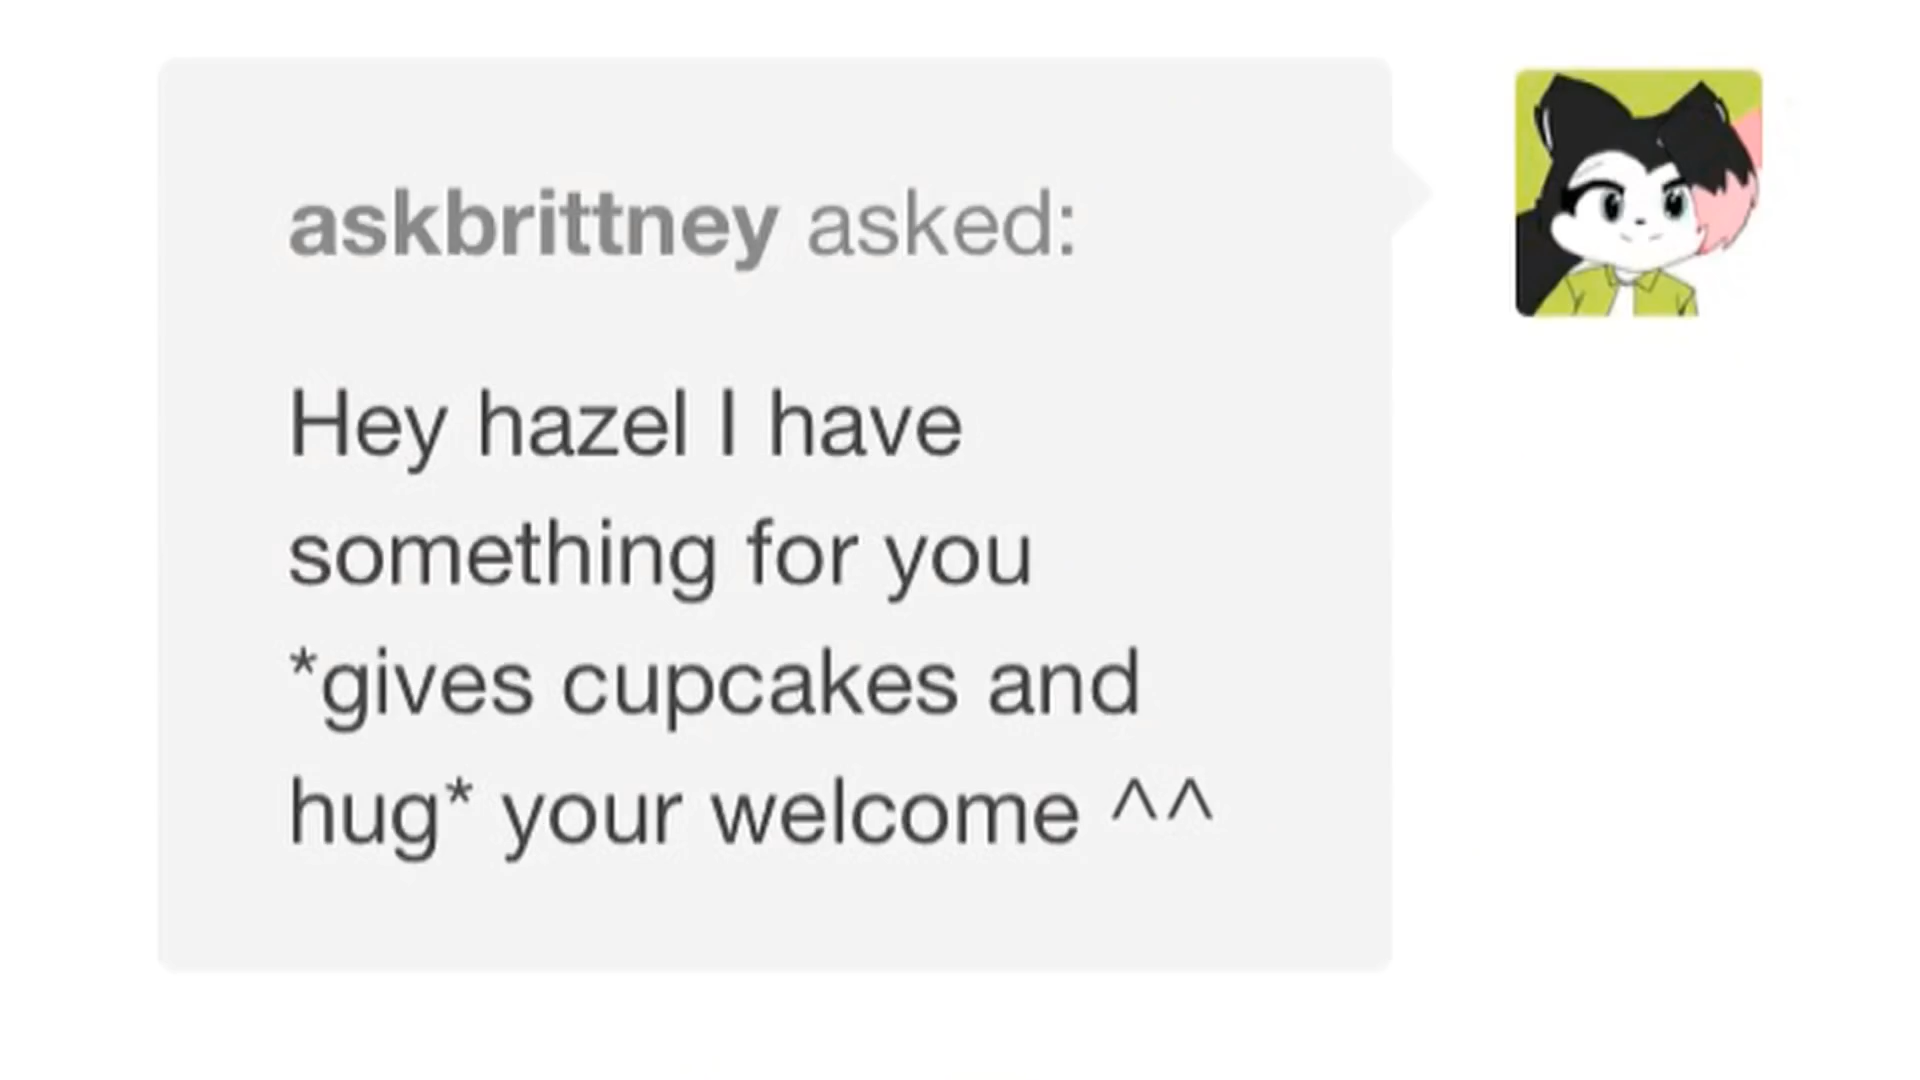 askbrittney asked:
Hey hazel I have
something for you
*gives cupcakes and
hug* your welcome ^^